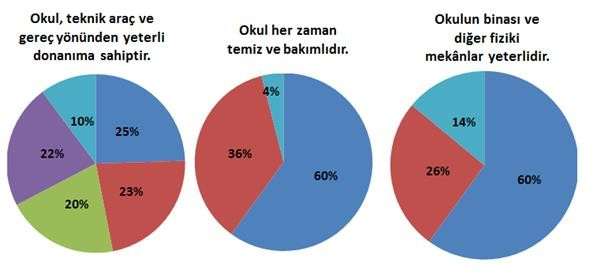 Okul, teknik araç ve
gereç yönünden yeterli
donanıma sahiptir.
10%
25%
22%
23%
20%
Okul her zaman
temiz ve bakımlıdır.
4%
36%
60%
Okulun binası ve
diğer fiziki
mekânlar yeterlidir.
14%
26%
60%